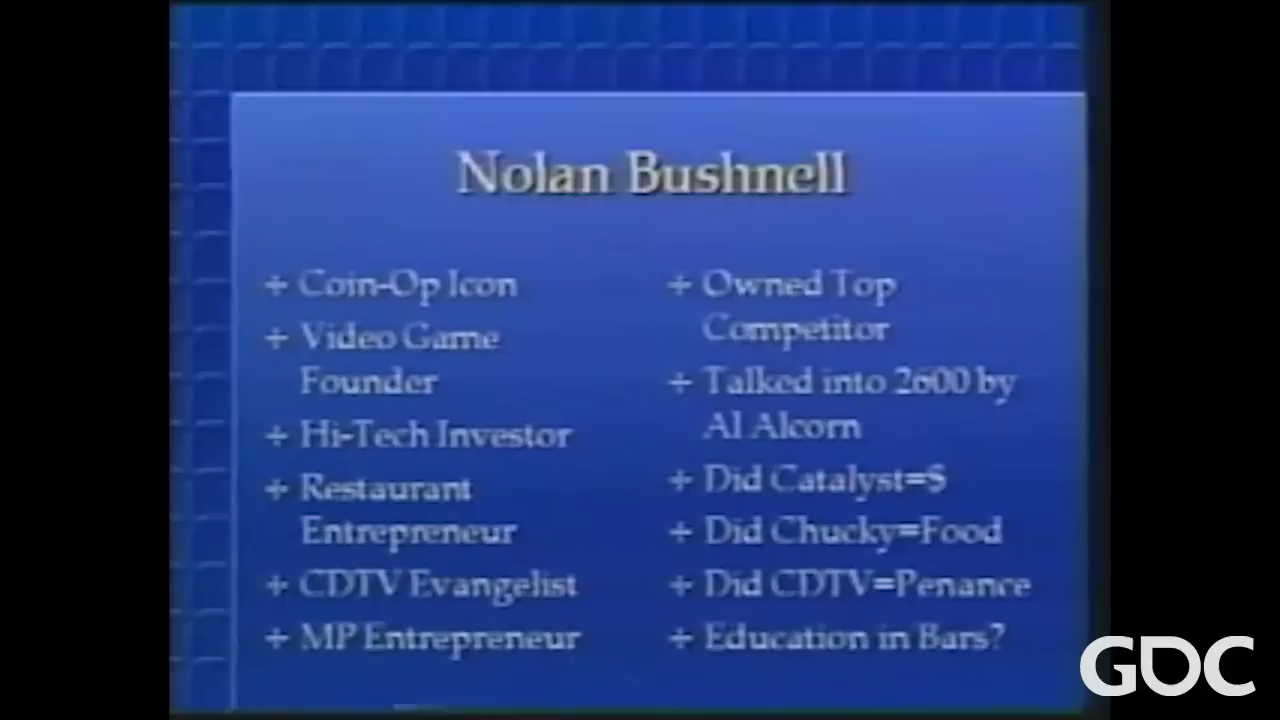 Nolan Bushnell
+ Coin-Op Icon
+ Video Game
Founder
+ Hi-Tech Investor
+ Restaurant
Entrepreneur
+ CDTV Evangelist
+ MP Entrepreneur
+ Owned Top
Competitor
+ Talked into 2600 by
Al Alcorn
+ Did Catalyst=$
+ Did Chucky=Food
+ Did CDTV=Penance
+ Education in Bars?
GDC